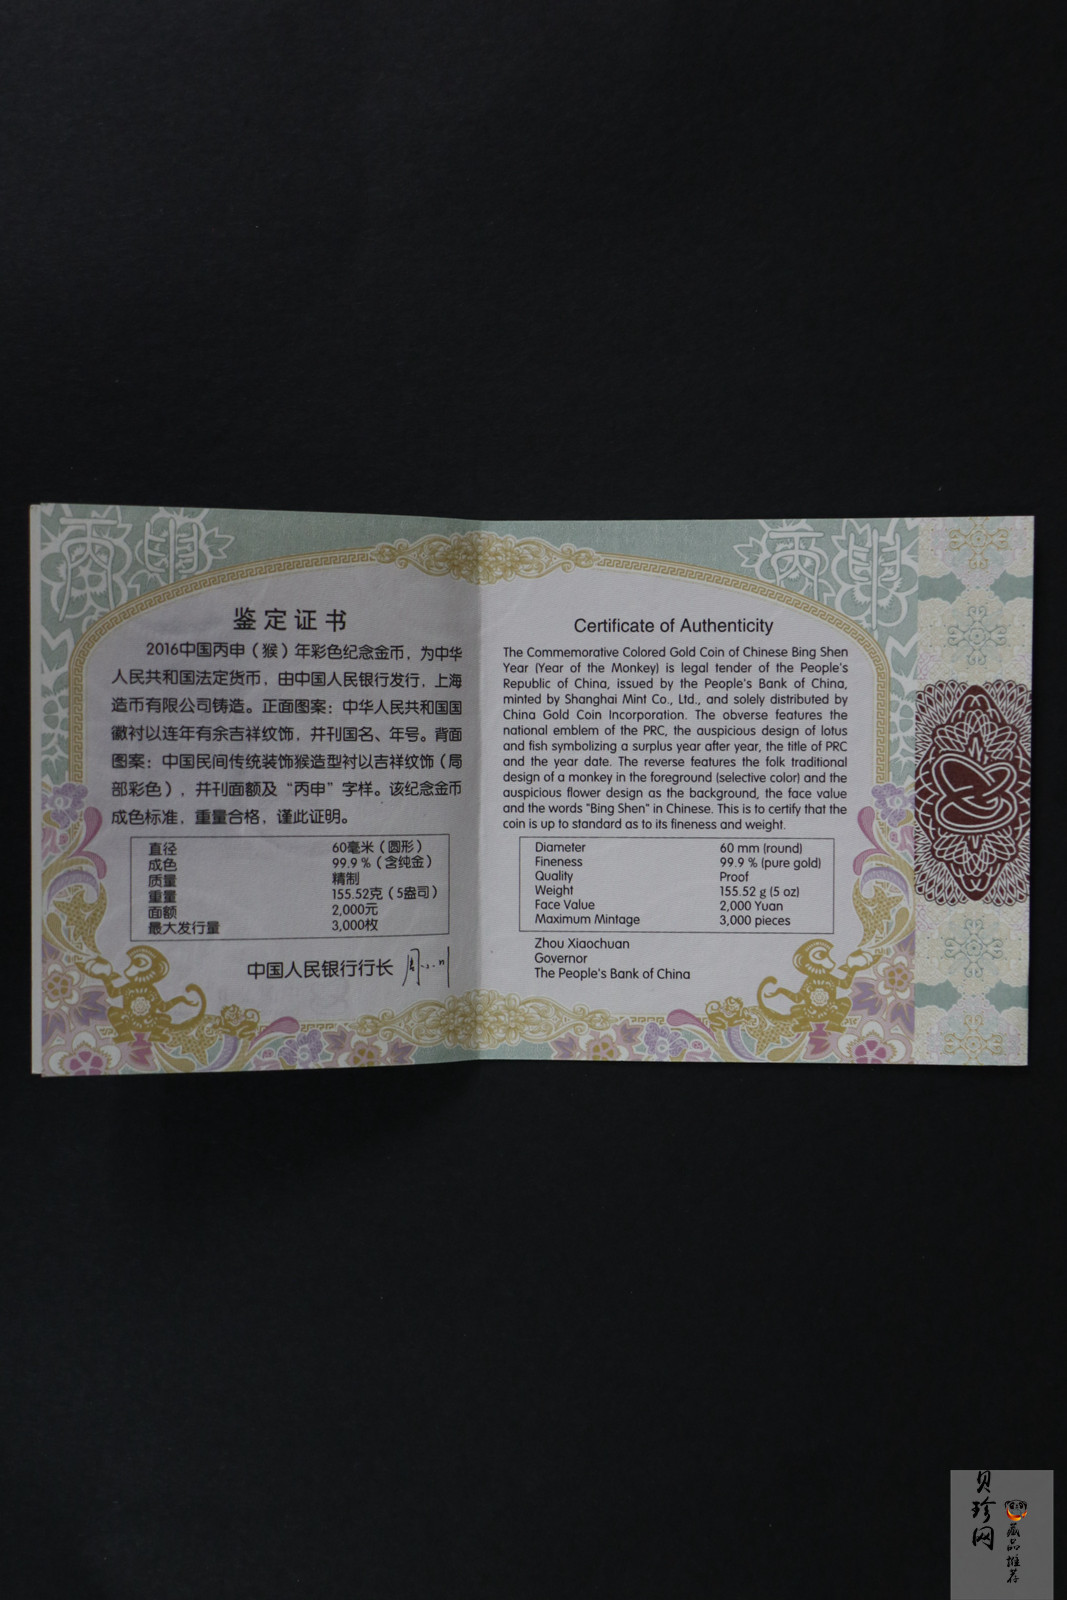 丙申
丙申
鉴定证书
2016中国丙申（猴）年彩色纪念金币，为中华
人民共和国法定货币，由中国人民银行发行，上海
造币有限公司铸造。正面图案：中华人民共和国国
徽衬以连年有余吉祥纹饰，并刊国名、年号。背面
图案：中国民间传统装饰猴造型衬以吉祥纹饰（局
部彩色），并刊面额及“丙申”字样。该纪念金币
成色标准，重量合格，谨此证明。
直径 60毫米（圆形）
成色 99.9％（含纯金）
质量 精制
重量 155.52克（5盎司）
面额 2,000元
最大发行量 3,000枚
中国人民银行行长
Certificate of Authenticity
The Commemorative Colored Gold Coin of Chinese Bing Shen
Year (Year of the Monkey) is legal tender of the People's
Republic of China, issued by the People's Bank of China,
minted by Shanghai Mint Co., Ltd., and solely distributed by
China Gold Coin Incorporation. The obverse features the
national emblem of the PRC, the auspicious design of lotus
and fish symbolizing a surplus year after year, the title of PRC
and the year date. The reverse features the folk traditional
design of a monkey in the foreground (selective color) and the
auspicious flower design as the background, the face value
and the words "Bing Shen" in Chinese. This is to certify that the
coin is up to standard as to its fineness and weight.
Diameter 60 mm (round)
Fineness 99.9 % (pure gold)
Quality Proof
Weight 155.52 g (5 oz)
Face Value 2,000 Yuan
Maximum Mintage 3,000 pieces
Zhou Xiaochuan
Governor
The People's Bank of China
贝珍网
藏品推荐